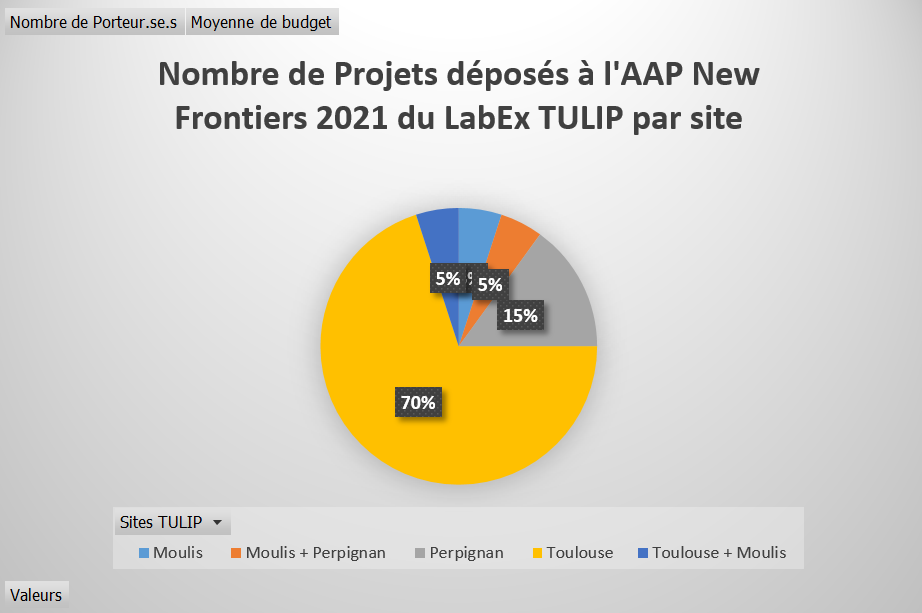 Nombre de Porteur.se.s Moyenne de budget
Nombre de Projets déposés à l'AAP New
Frontiers 2021 du LabEx TULIP par site
5% 5%
15%
70%
Sites TULIP
Moulis Moulis + Perpignan Perpignan Toulouse Toulouse + Moulis
Valeurs